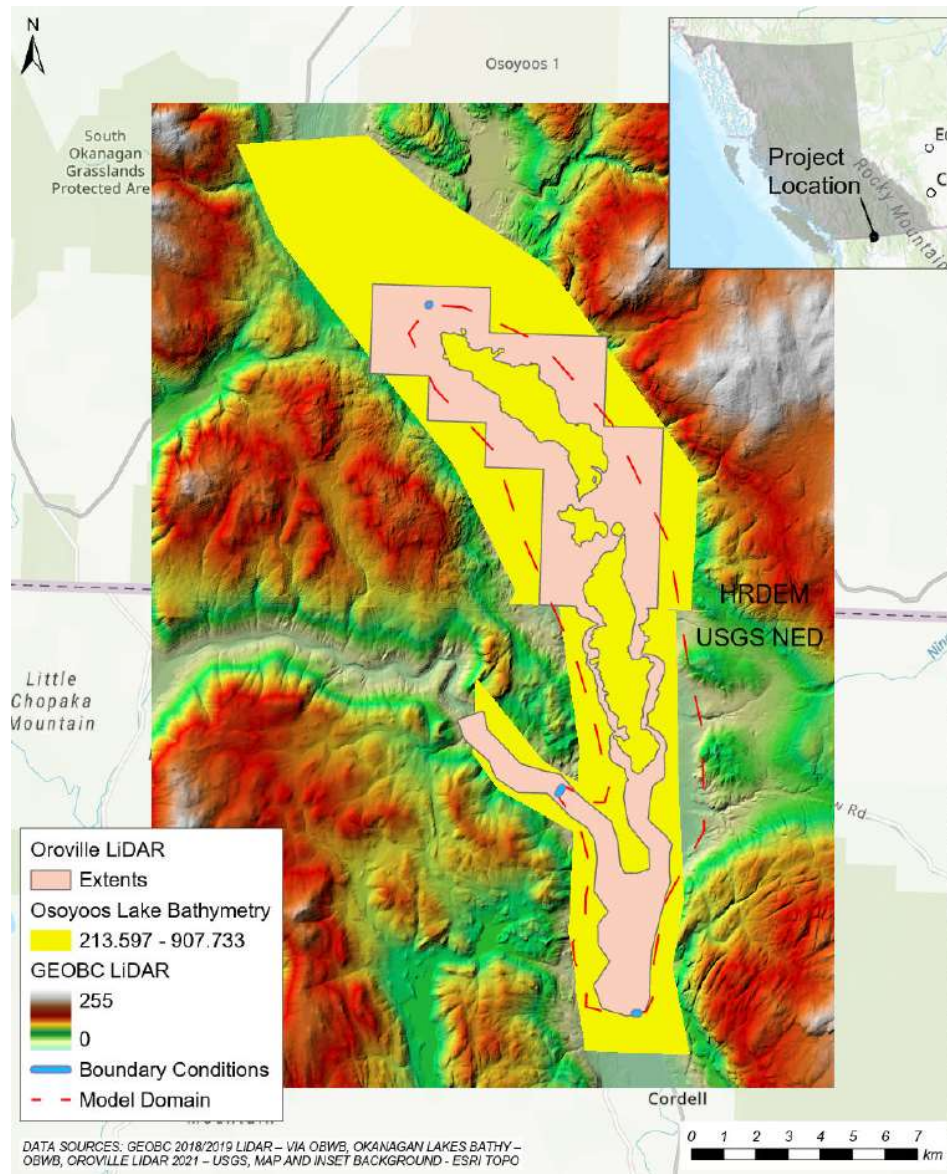 N
Osoyoos 1
South
Okanagan
Grasslands
Protected Are
Project
Location
Rocky Mountain
HRDEM
USGS NED
Little
Chopaka
Mountain
Rd
Oroville LiDAR
Extents
Osoyoos Lake Bathymetry
213.597 - 907.733
GEOBC LiDAR
255
0
Boundary Conditions
Model Domain
Cordell
0 1 2 3 4 5 6 7
km
DATA SOURCES: GEOBC 2018/2019 LIDAR – VIA OBWB, OKANAGAN LAKES BATHY –
OBWB, OROVILLE LIDAR 2021 – USGS, MAP AND INSET BACKGROUND - ESRI TOPO